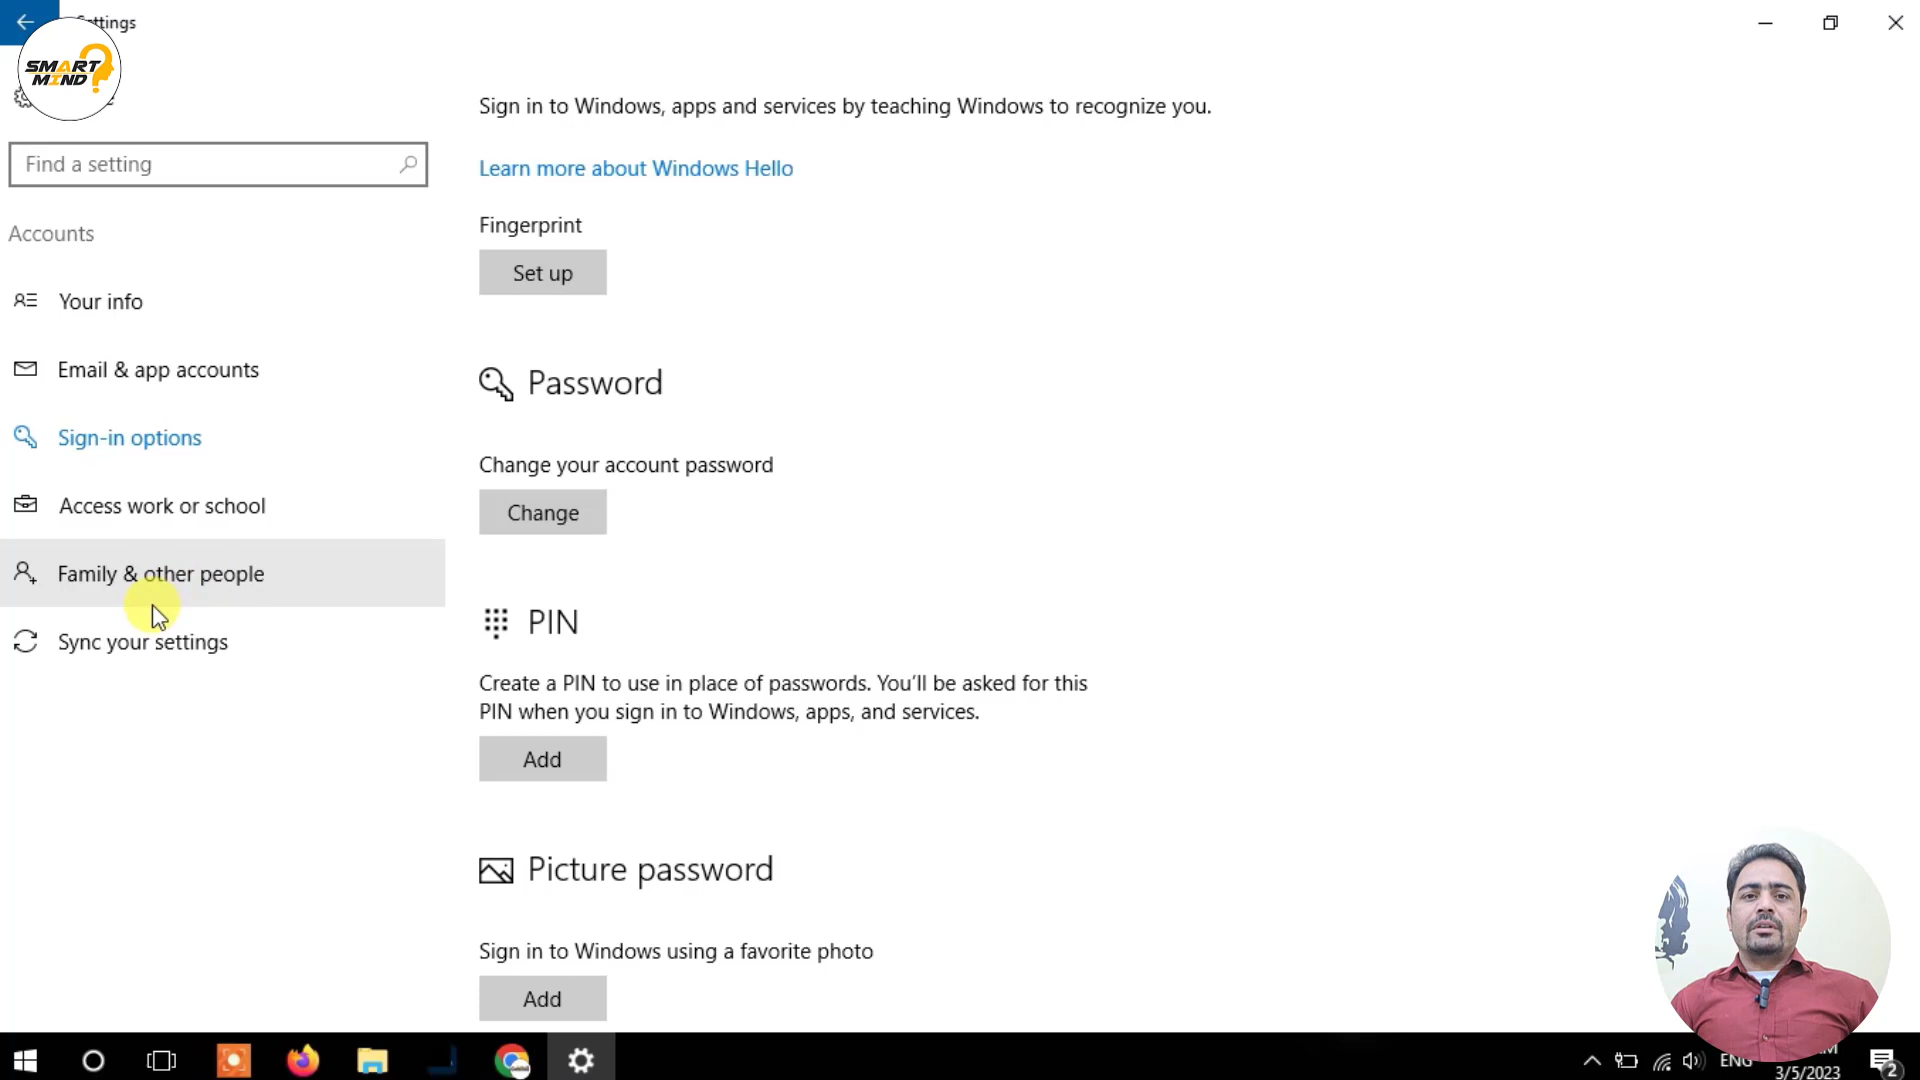 ettings
SMART
MIND
Find a setting
Accounts
Your info
Email & app accounts
Sign-in options
Access work or school
Family & other people
Sync your settings
Sign in to Windows, apps and services by teaching Windows to recognize you.
Learn more about Windows Hello
Fingerprint
Set up
Password
Change your account password
Change
PIN
Create a PIN to use in place of passwords. You'll be asked for this
PIN when you sign in to Windows, apps, and services.
Add
Picture password
Sign in to Windows using a favorite photo
Add
ENG
3/5/2023
2